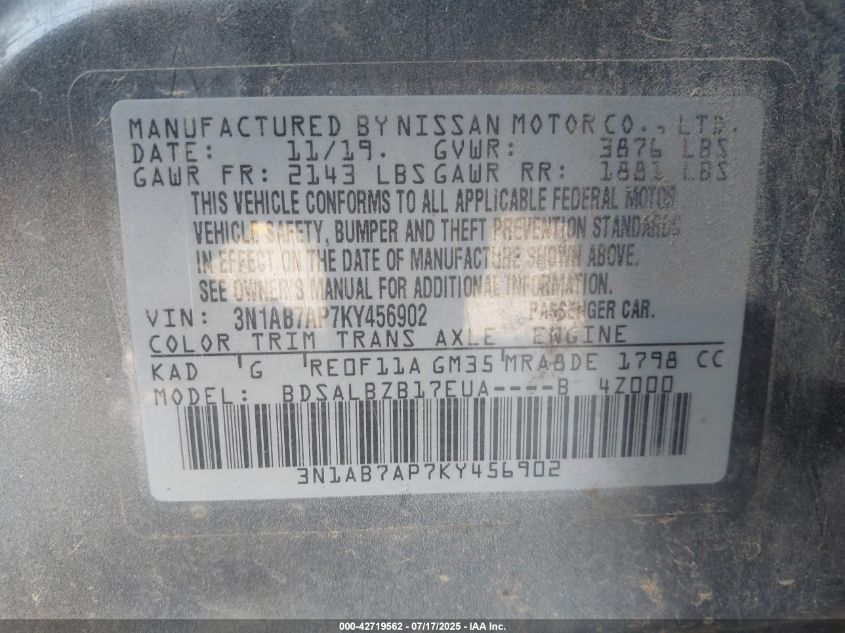 MANUFACTURED BY NISSAN MOTOR CO., LTD.
DATE: 11/19. GVWR: 3876 LBS
GAWR FR: 2143 LBS GAWR RR: 1881 LBS
THIS VEHICLE CONFORMS TO ALL APPLICABLE FEDERAL MOTOR
VEHICLE SAFETY, BUMPER AND THEFT PREVENTION STANDARDS
IN EFFECT ON THE DATE OF MANUFACTURE SHOWN ABOVE.
SEE OWNER'S MANUAL FOR ADDITIONAL INFORMATION.
VIN: 3N1AB7AP7KY456902 PASSENGER CAR.
COLOR TRIM TRANS AXLE ENGINE
KAD G RE0F11A GM35 MRA8DE 1798 CC
MODEL: BDSALBZB17EUA----B 4Z000
3N1AB7AP7KY456902
000-42719562 - 07/17/2025 - IAA Inc.